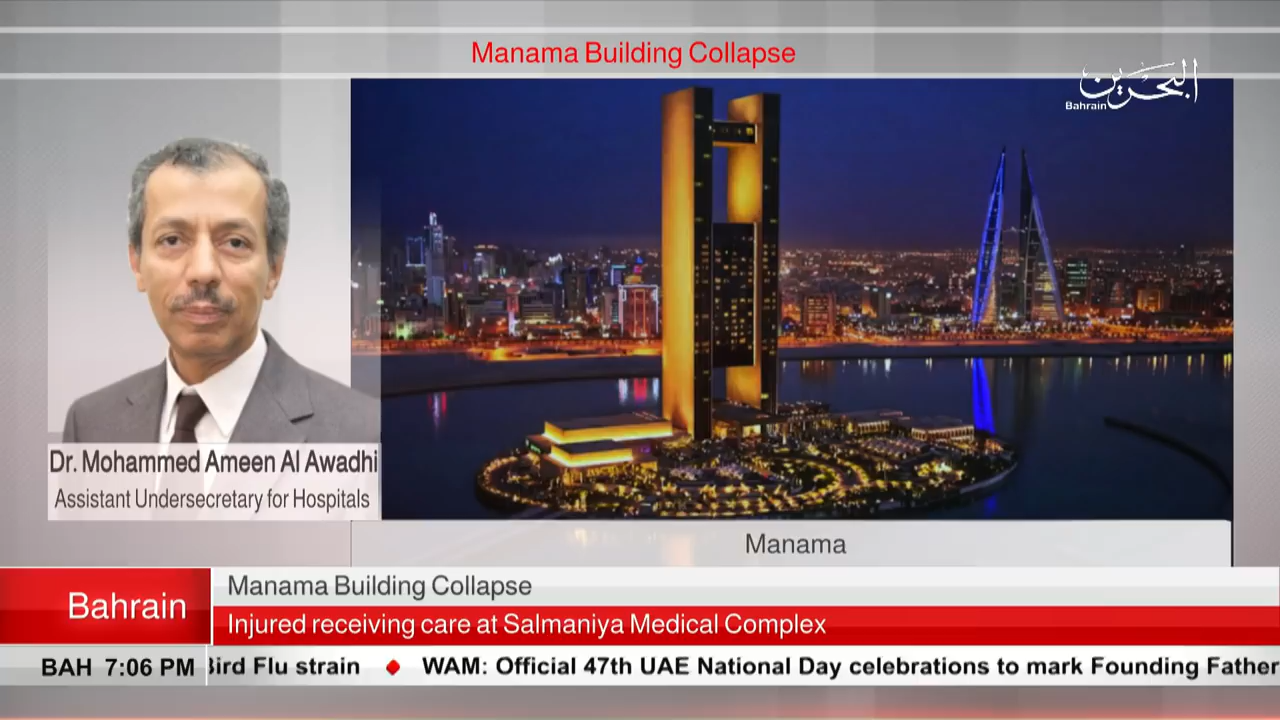 Manama Building Collapse
البحرين
Bahrain
Dr. Mohammed Ameen Al Awadhi
Assistant Undersecretary for Hospitals
Manama
Bahrain
Manama Building Collapse
Injured receiving care at Salmaniya Medical Complex
BAH 7:06 PM
Bird Flu strain
WAM: Official 47th UAE National Day celebrations to mark Founding Father